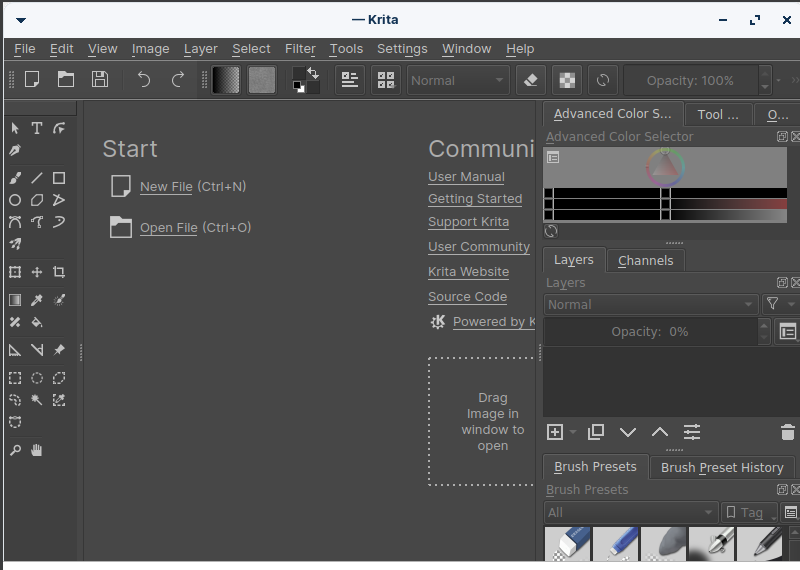 — Krita
File Edit View Image Layer Select Filter Tools Settings Window Help
Normal
Opacity: 100%
Start
New File (Ctrl+N)
Open File (Ctrl+O)
Communi
User Manual
Getting Started
Support Krita
User Community
Krita Website
Source Code
Powered by K
Drag
Image in
window to
open
Advanced Color S... Tool ... O...
Advanced Color Selector
Layers Channels
Layers
Normal
Opacity: 0%
Brush Presets Brush Preset History
Brush Presets
All
Tag